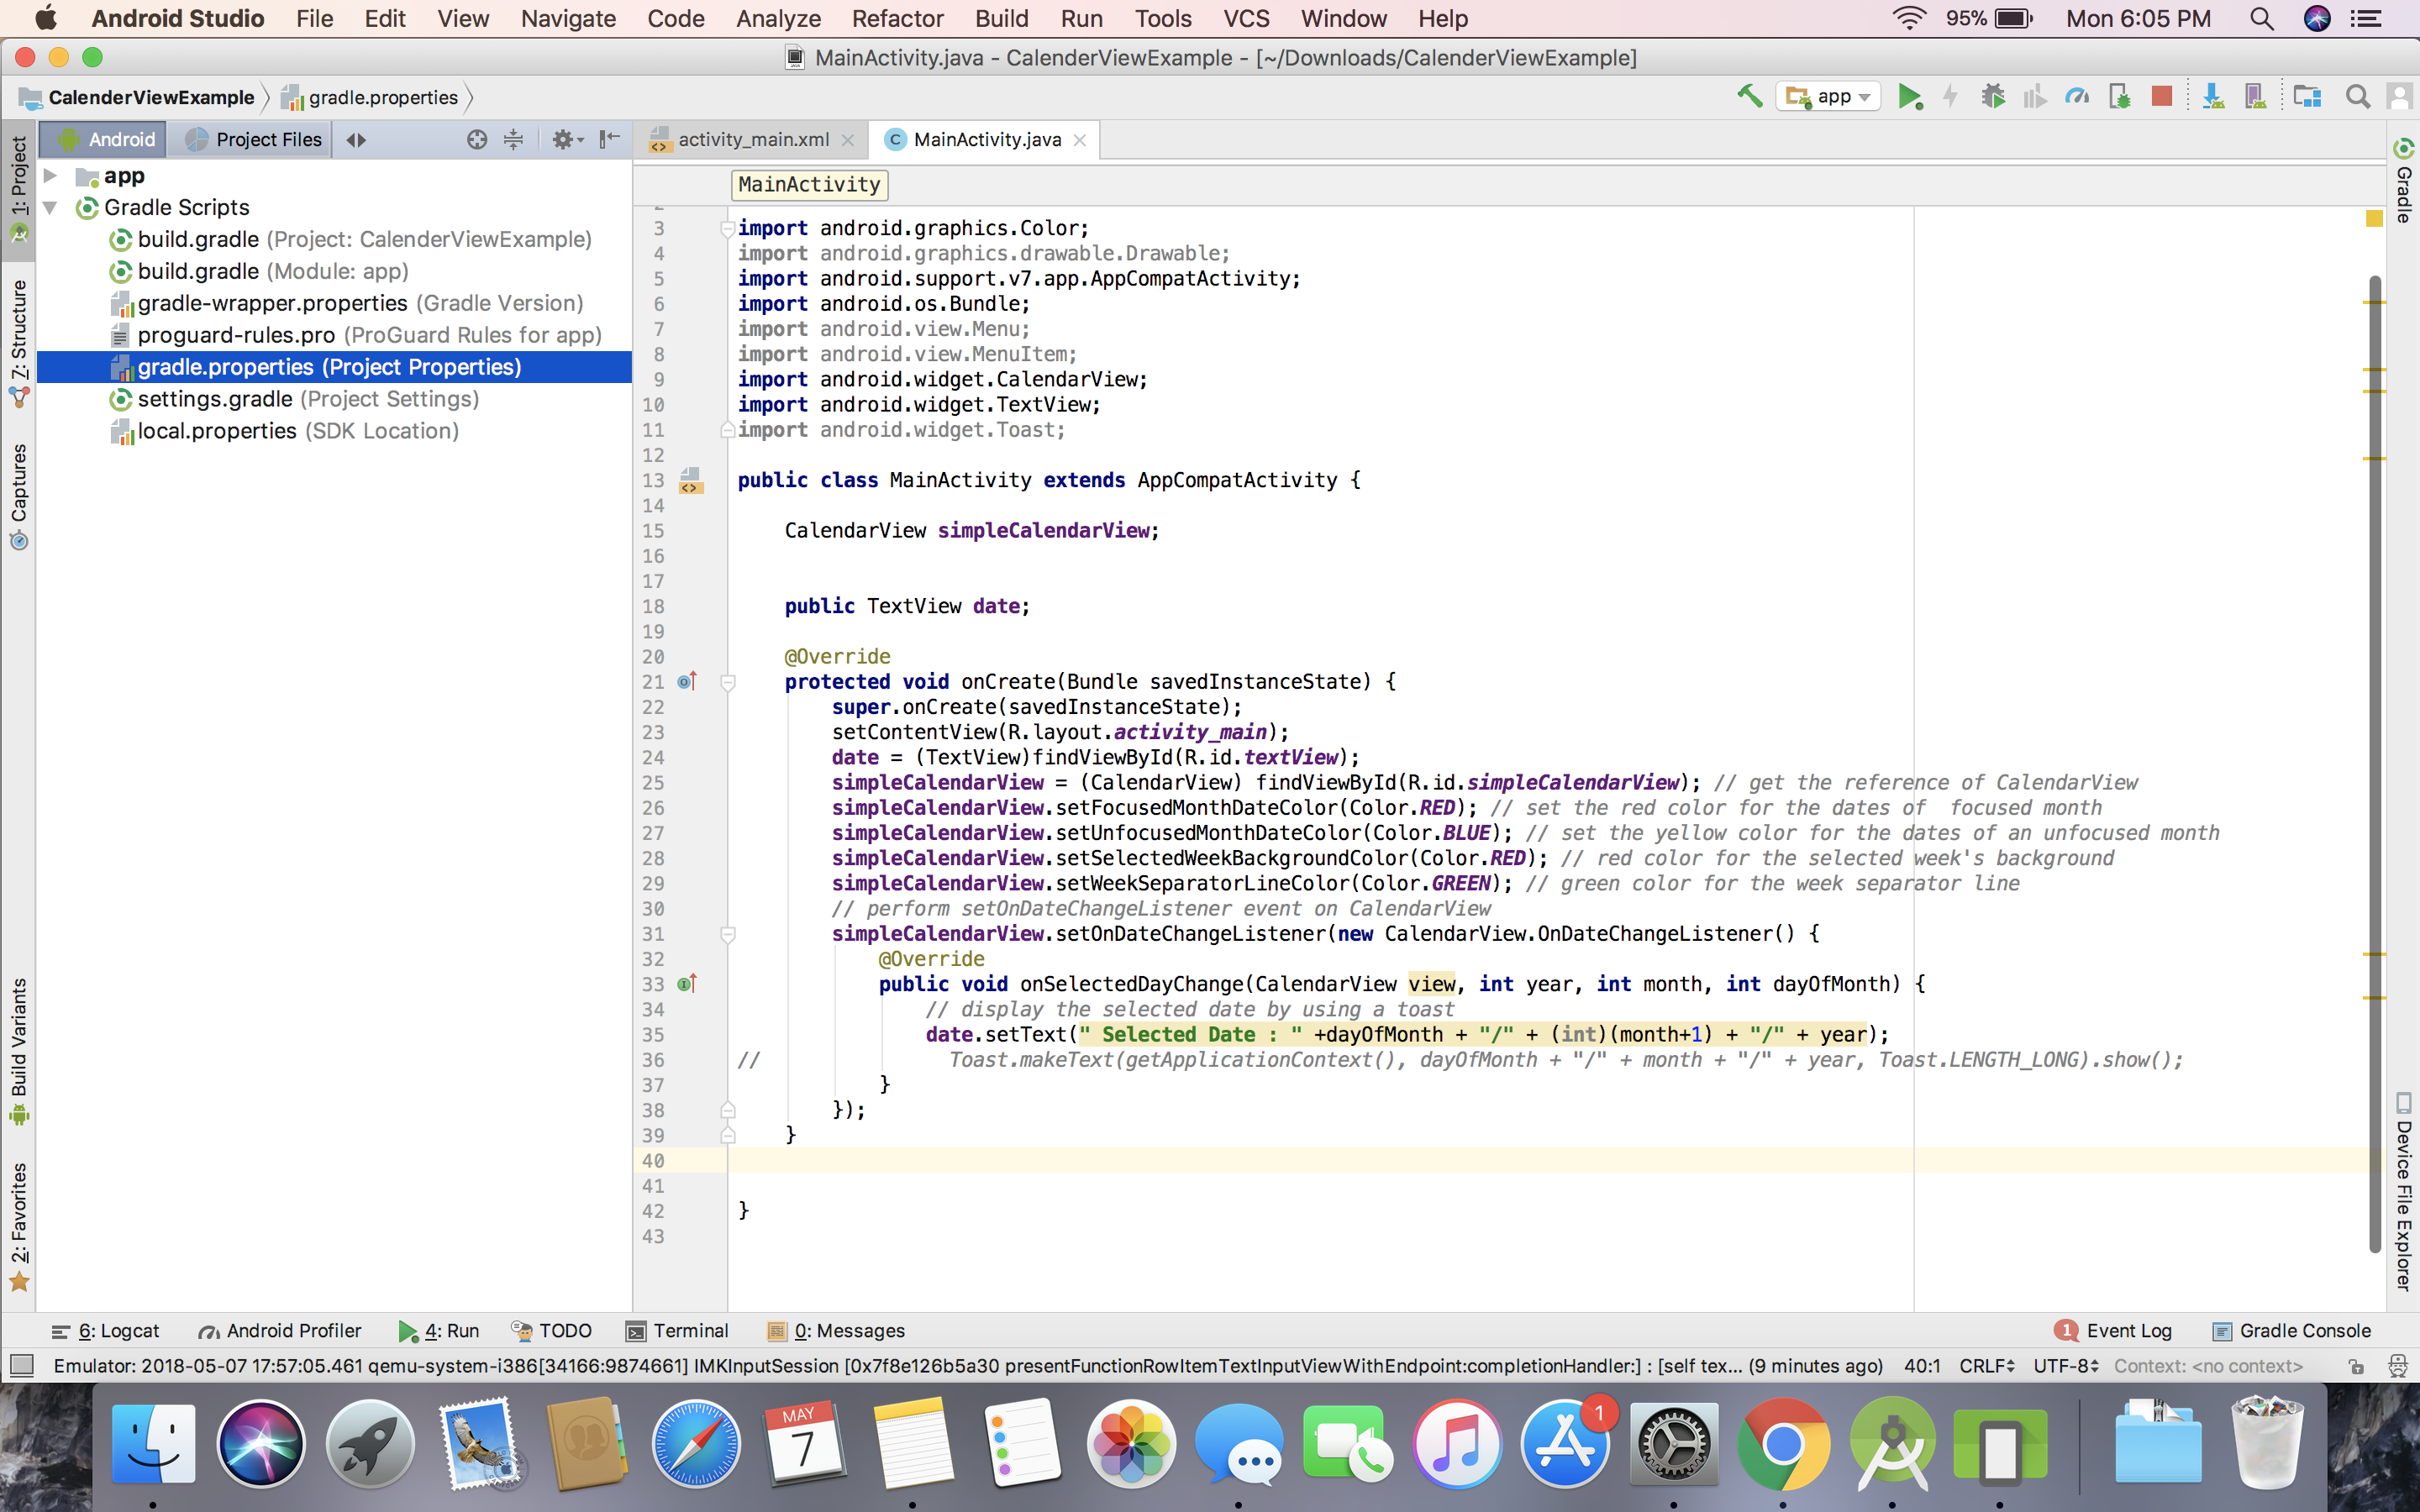 Android Studio File Edit View Navigate Code Analyze Refactor Build Run Tools VCS Window Help 95% Mon 6:05 PM
MainActivity.java - CalenderViewExample - [~/Downloads/CalenderViewExample]
CalenderViewExample gradle.properties app
Android Project Files activity_main.xml MainActivity.java
1: Project
7: Structure
Captures
Build Variants
2: Favorites
app
Gradle Scripts
build.gradle (Project: CalenderViewExample)
build.gradle (Module: app)
gradle-wrapper.properties (Gradle Version)
proguard-rules.pro (ProGuard Rules for app)
gradle.properties (Project Properties)
settings.gradle (Project Settings)
local.properties (SDK Location)
MainActivity
3 import android.graphics.Color;
4 import android.graphics.drawable.Drawable;
5 import android.support.v7.app.AppCompatActivity;
6 import android.os.Bundle;
7 import android.view.Menu;
8 import android.view.MenuItem;
9 import android.widget.CalendarView;
10 import android.widget.TextView;
11 import android.widget.Toast;
12
13 public class MainActivity extends AppCompatActivity {
14
15 CalendarView simpleCalendarView;
16
17
18 public TextView date;
19
20 @Override
21 protected void onCreate(Bundle savedInstanceState) {
22 super.onCreate(savedInstanceState);
23 setContentView(R.layout.activity_main);
24 date = (TextView)findViewById(R.id.textView);
25 simpleCalendarView = (CalendarView) findViewById(R.id.simpleCalendarView); // get the reference of CalendarView
26 simpleCalendarView.setFocusedMonthDateColor(Color.RED); // set the red color for the dates of  focused month
27 simpleCalendarView.setUnfocusedMonthDateColor(Color.BLUE); // set the yellow color for the dates of an unfocused month
28 simpleCalendarView.setSelectedWeekBackgroundColor(Color.RED); // red color for the selected week's background
29 simpleCalendarView.setWeekSeparatorLineColor(Color.GREEN); // green color for the week separator line
30 // perform setOnDateChangeListener event on CalendarView
31 simpleCalendarView.setOnDateChangeListener(new CalendarView.OnDateChangeListener() {
32 @Override
33 public void onSelectedDayChange(CalendarView view, int year, int month, int dayOfMonth) {
34 // display the selected date by using a toast
35 date.setText(" Selected Date : " +dayOfMonth + "/" + (int)(month+1) + "/" + year);
36 // Toast.makeText(getApplicationContext(), dayOfMonth + "/" + month + "/" + year, Toast.LENGTH_LONG).show();
37 }
38 });
39 }
40
41
42 }
43
Gradle
Device File Explorer
6: Logcat Android Profiler 4: Run TODO Terminal 0: Messages 1 Event Log Gradle Console
Emulator: 2018-05-07 17:57:05.461 qemu-system-i386[34166:9874661] IMKInputSession [0x7f8e126b5a30 presentFunctionRowItemTextInputViewWithEndpoint:completionHandler:] : [self tex... (9 minutes ago) 40:1 CRLF UTF-8 Context: <no context>
MAY
7
1